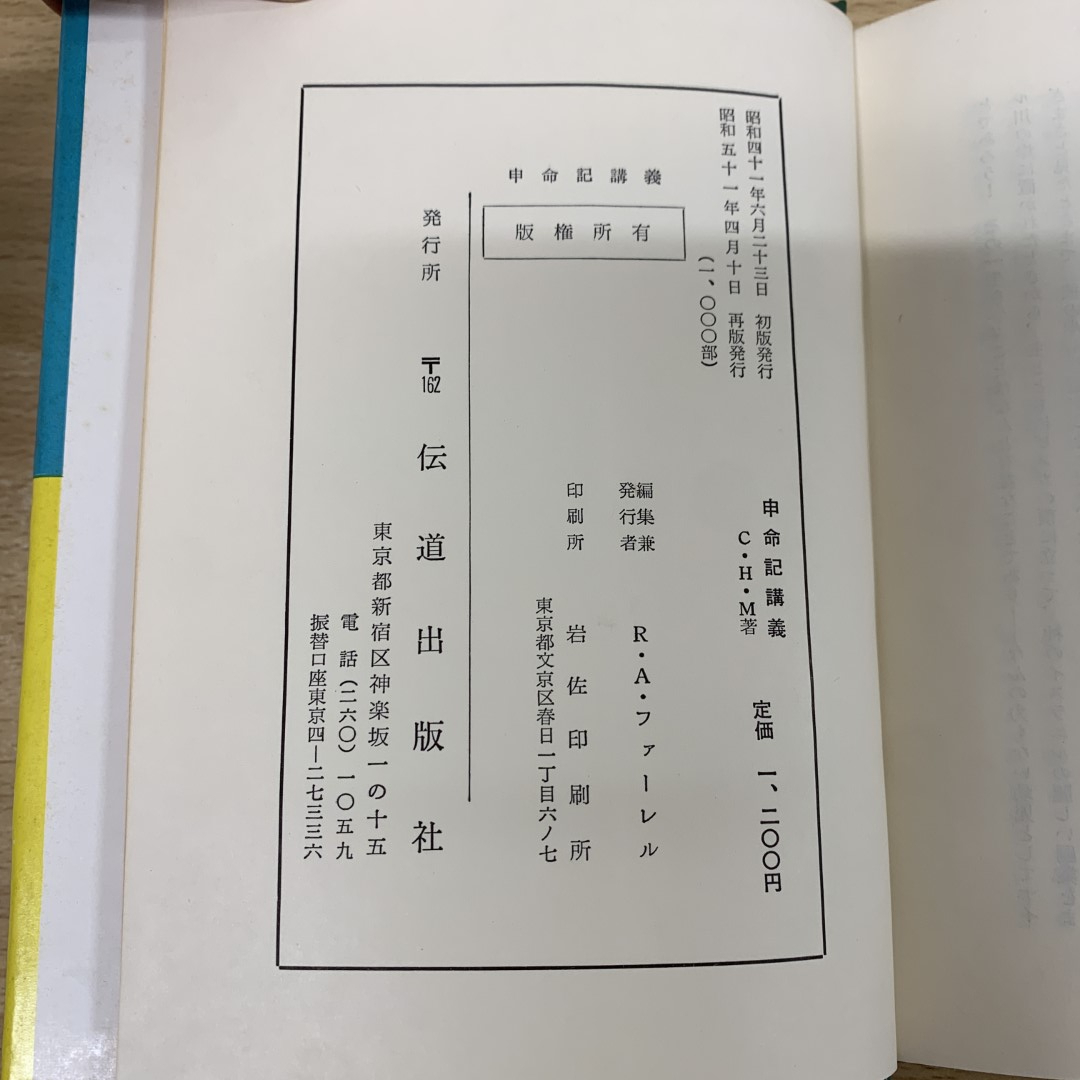 昭和四十一年六月二十三日　初版発行
昭和五十一年四月十日　再版発行
（一、〇〇〇部）
申命記講義　定価　一、二〇〇円
C・H・M著
申命記講義
版権所有
編集兼
発行者　R・A・ファーレル
印刷所　岩佐印刷所
東京都文京区春日一丁目六ノ七
発行所　〒162　伝道出版社
東京都新宿区神楽坂一の十五
電話（二六〇）一〇五九
振替口座東京四―二七三三六